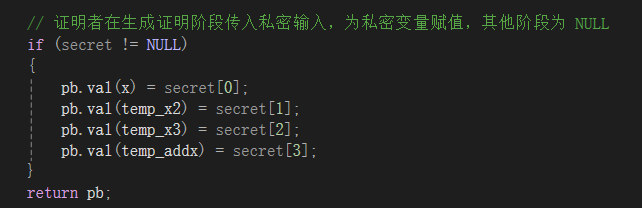 // 证明者在生成证明阶段传入私密输入，为私密变量赋值，其他阶段为 NULL
if (secret != NULL)
{
pb.val(x) = secret[0];
pb.val(temp_x2) = secret[1];
pb.val(temp_x3) = secret[2];
pb.val(temp_addx) = secret[3];
}
return pb;